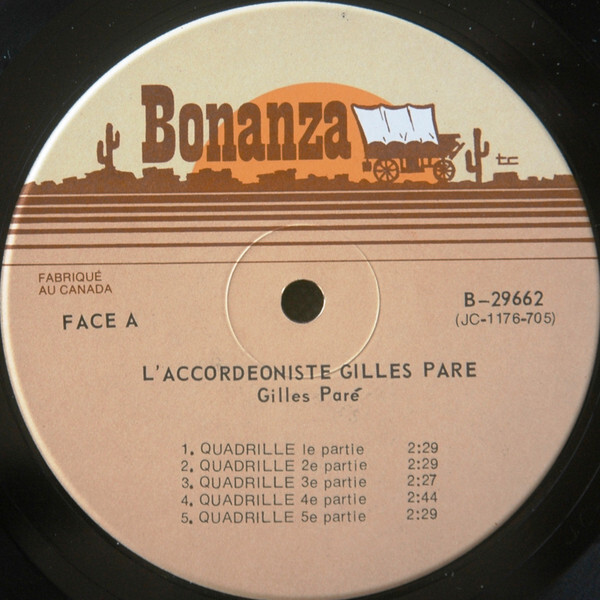 Bonanza
tc
FABRIQUÉ
AU CANADA
FACE A
B-29662
(JC-1176-705)
L'ACCORDEONISTE GILLES PARE
Gilles Paré
1. QUADRILLE 1e partie 2:29
2. QUADRILLE 2e partie 2:29
3. QUADRILLE 3e partie 2:27
4. QUADRILLE 4e partie 2:44
5. QUADRILLE 5e partie 2:29